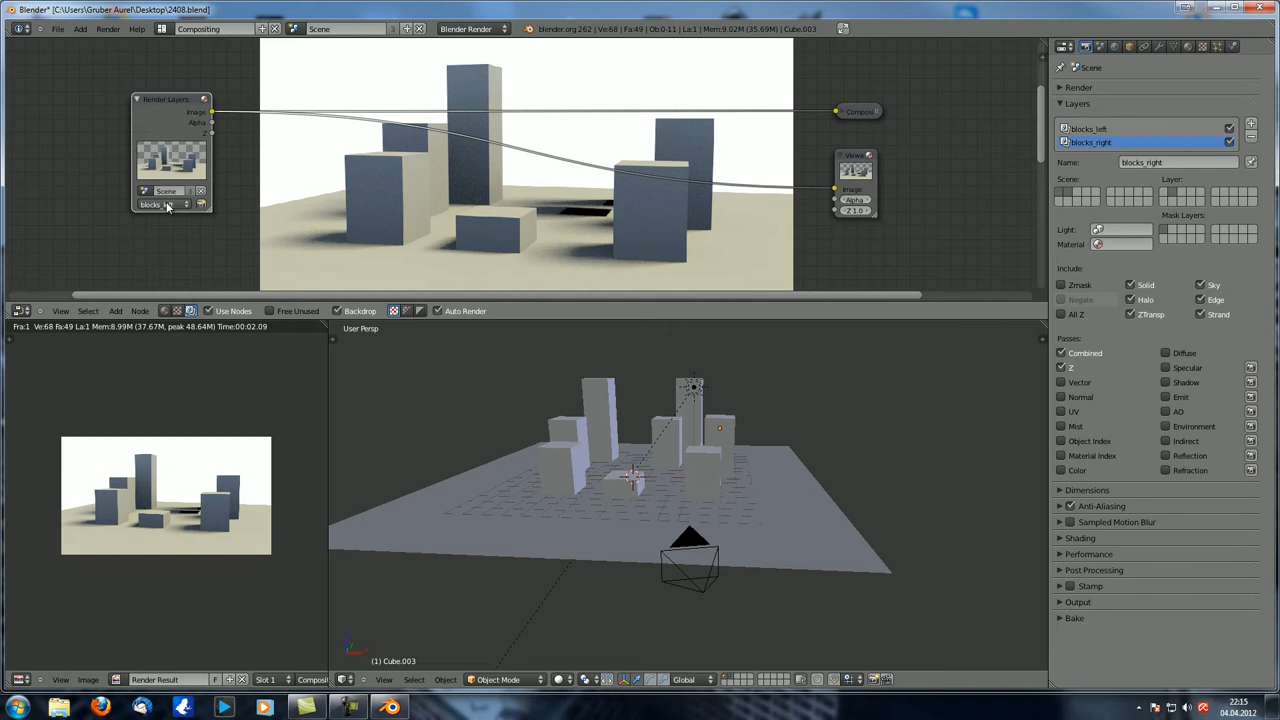 Blender* [C:\Users\Gruber Aurel\Desktop\2408.blend]
File Add Render Help Compositing Scene 3 Blender Render blender.org 262 | Ve:68 | Fa:49 | Ob:0-11 | La:1 | Mem:9.02M (35.69M) | Cube.003
Render Layers
Image
Alpha
Z
Scene 3
Composi
Viewe
Image
Alpha
Z 1.0
View Select Add Node Use Nodes Free Unused Backdrop Auto Render
Fra:1 Ve:68 Fa:49 La:1 Mem:8.99M (37.67M, peak 48.64M) Time:00:02.09
User Persp
(1) Cube.003
View Image Render Result F Slot 1 Composit
View Select Object Object Mode Global
Scene
Render
Layers
blocks_left
blocks_right
Name: blocks_right
Scene: Layer:
Mask Layers:
Light:
Material
Include:
Zmask Solid Sky
Negate Halo Edge
All Z ZTransp Strand
Passes:
Combined Diffuse
Z Specular
Vector Shadow
Normal Emit
UV AO
Mist Environment
Object Index Indirect
Material Index Reflection
Color Refraction
Dimensions
Anti-Aliasing
Sampled Motion Blur
Shading
Performance
Post Processing
Stamp
Output
Bake
22:15
04.04.2012